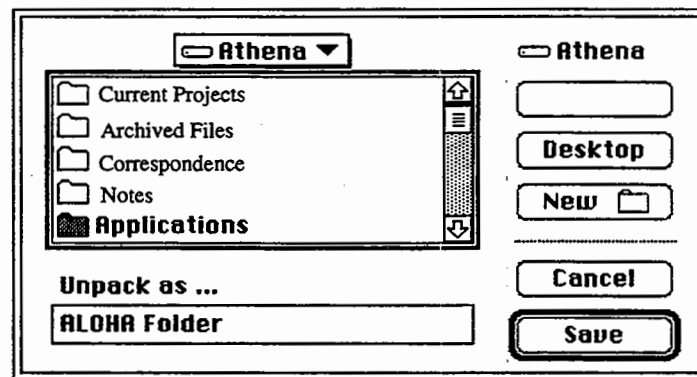 Athena
Current Projects
Archived Files
Correspondence
Notes
Applications
Unpack as ...
ALOHA Folder
Athena
Desktop
New
Cancel
Save